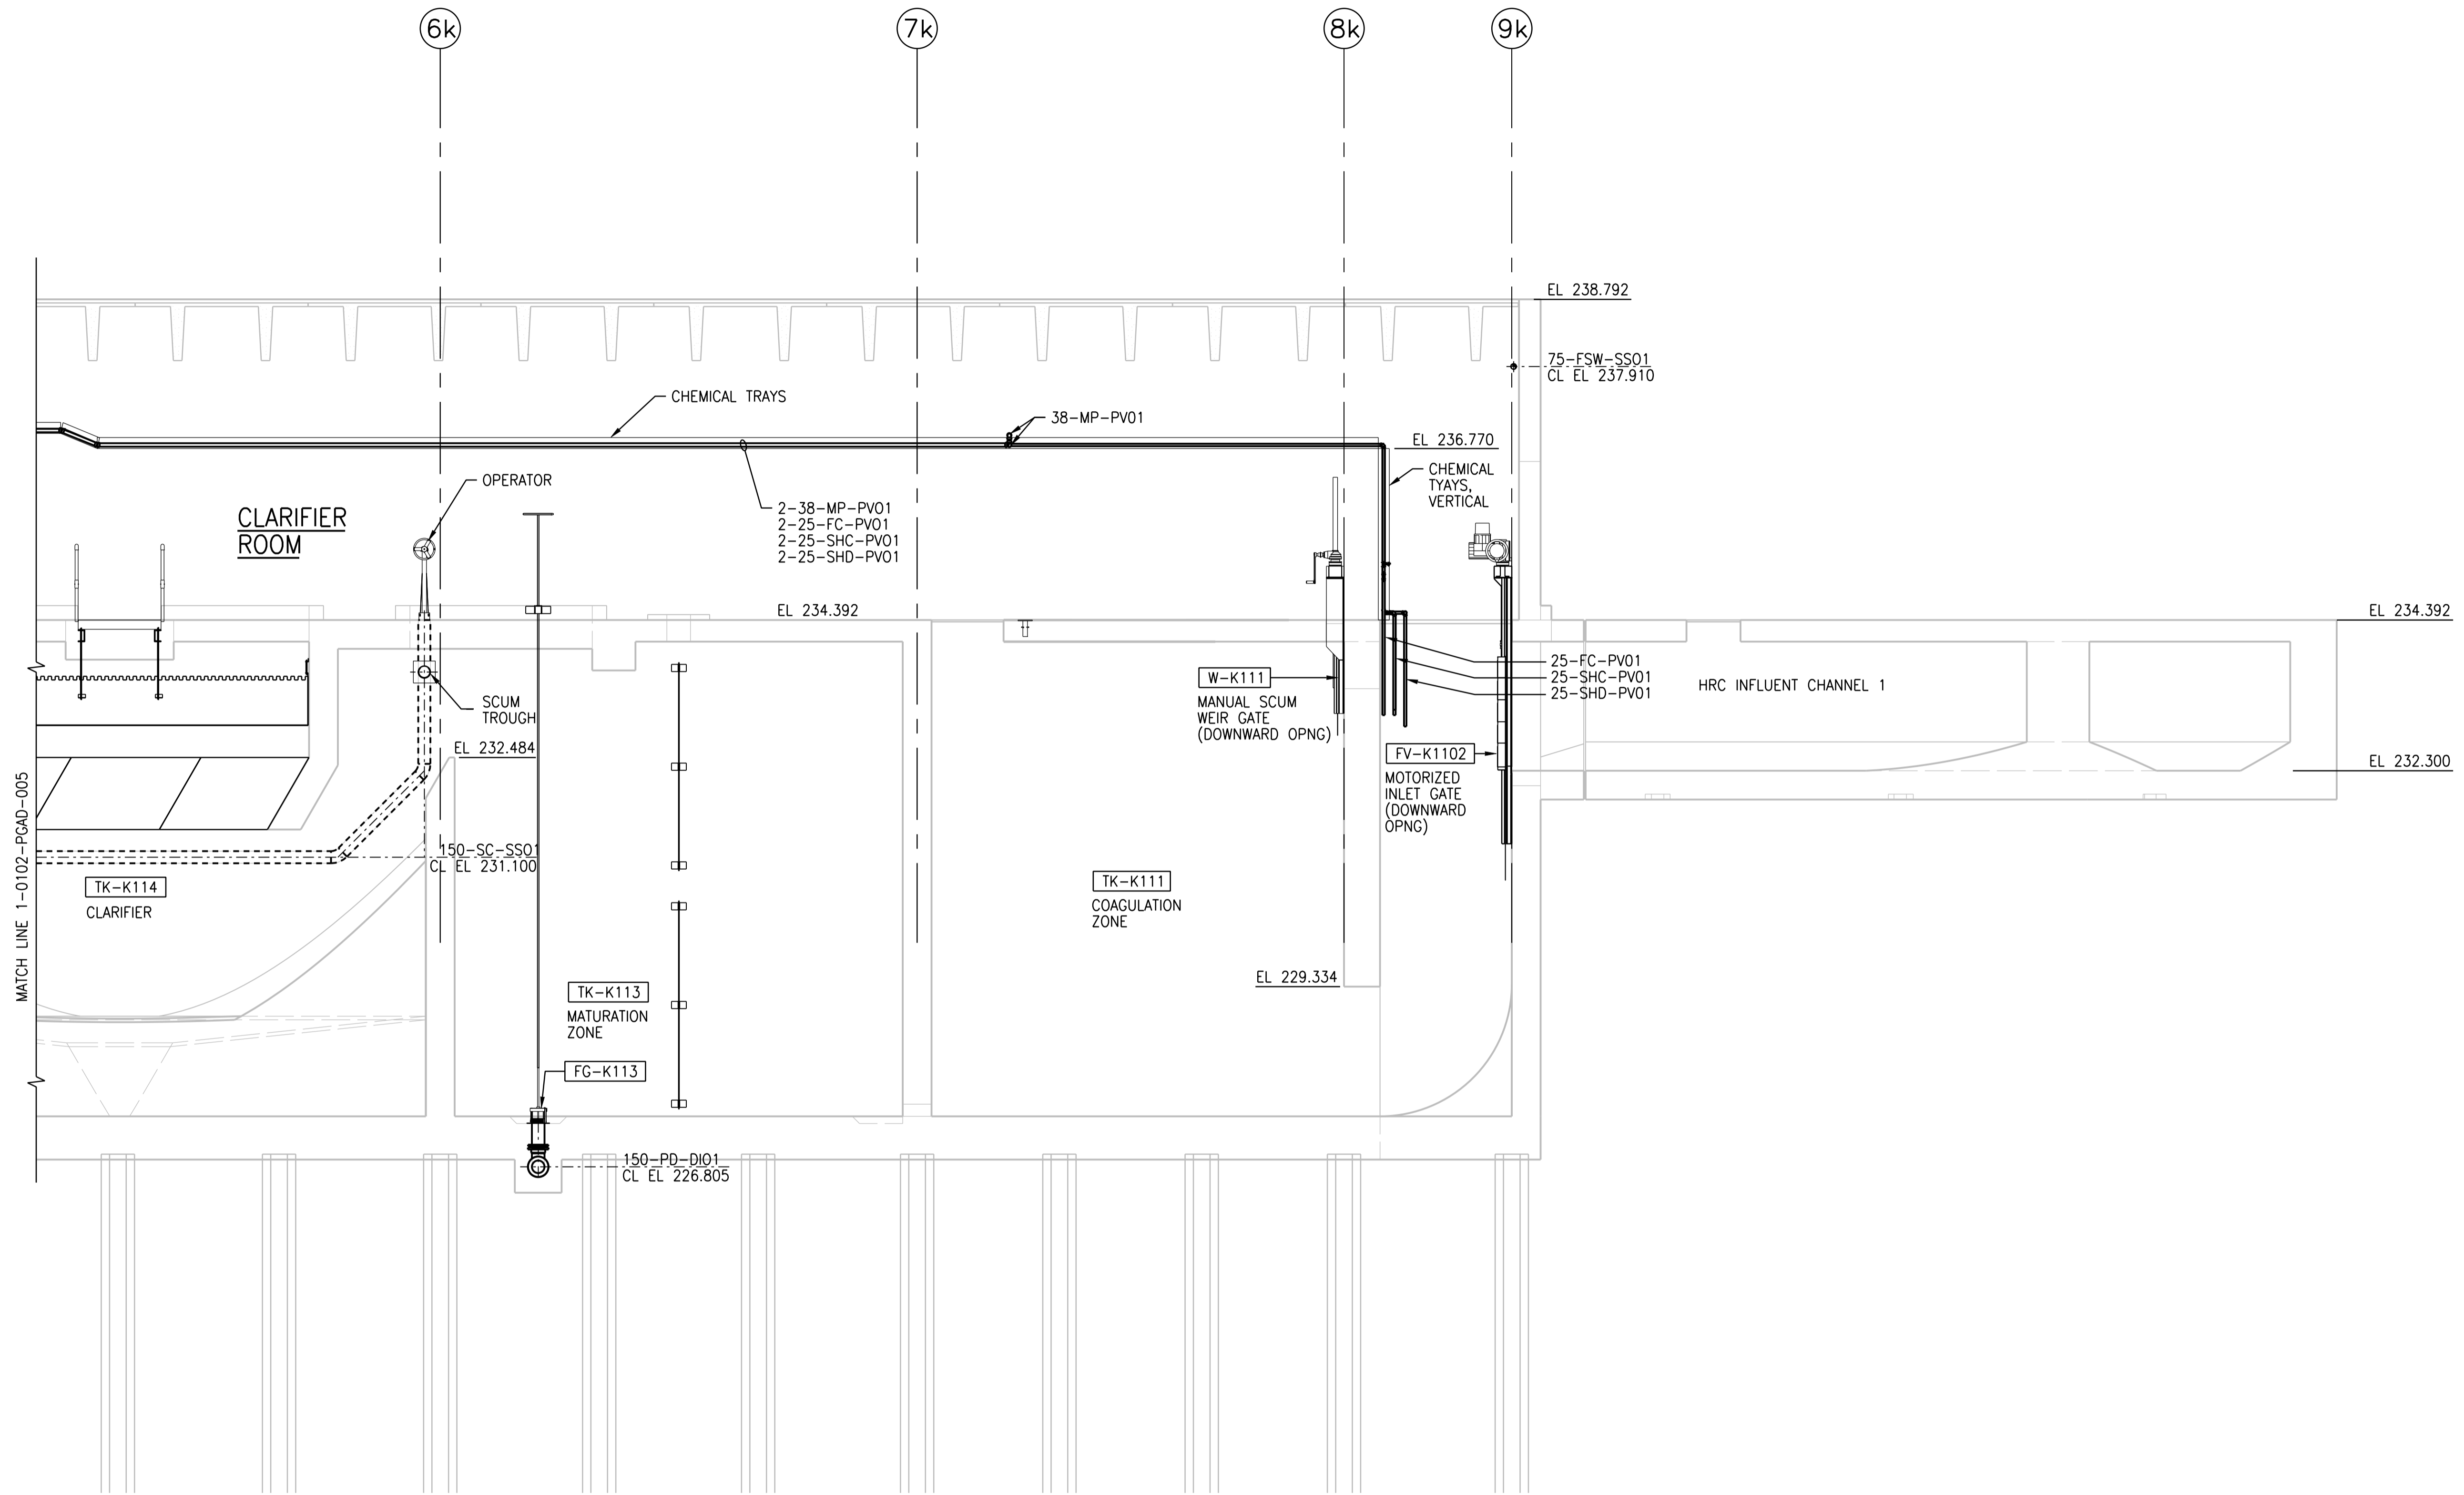 6k
7k
8k
9k
EL 238.792
75-FSW-SS01
CL EL 237.910
CHEMICAL TRAYS
38-MP-PV01
EL 236.770
CHEMICAL
TYAYS,
VERTICAL
OPERATOR
2-38-MP-PV01
2-25-FC-PV01
2-25-SHC-PV01
2-25-SHD-PV01
CLARIFIER
ROOM
EL 234.392
EL 234.392
25-FC-PV01
25-SHC-PV01
25-SHD-PV01
HRC INFLUENT CHANNEL 1
W-K111
MANUAL SCUM
WEIR GATE
(DOWNWARD OPNG)
SCUM
TROUGH
EL 232.484
FV-K1102
MOTORIZED
INLET GATE
(DOWNWARD
OPNG)
EL 232.300
150-SC-SS01
CL EL 231.100
TK-K114
CLARIFIER
TK-K111
COAGULATION
ZONE
MATCH LINE 1-0102-PGAD-005
EL 229.334
TK-K113
MATURATION
ZONE
FG-K113
150-PD-DI01
CL EL 226.805